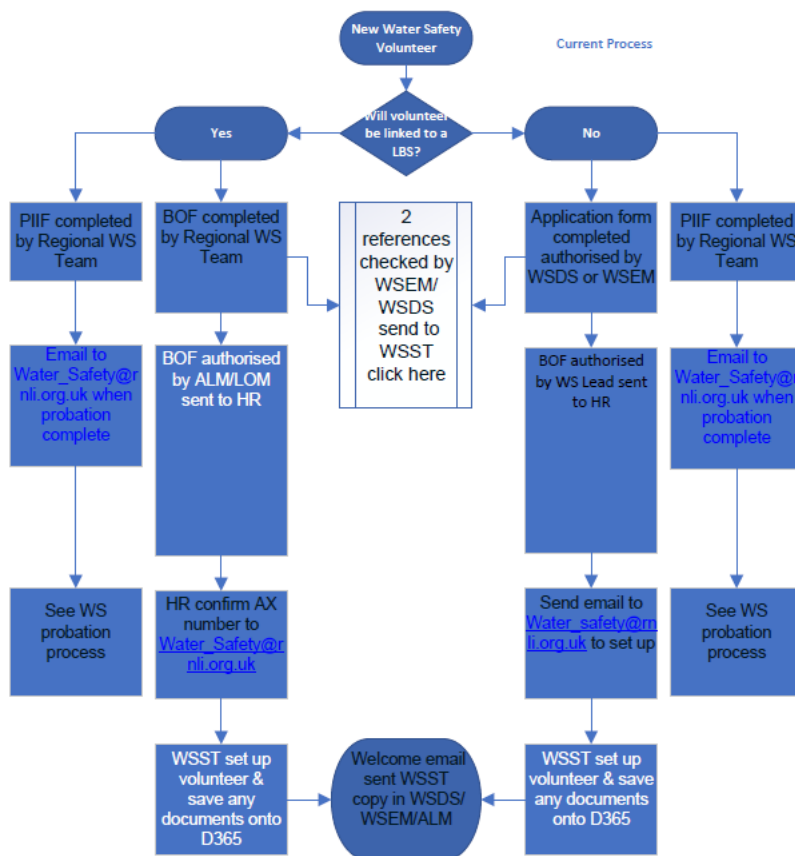 New Water Safety
Volunteer
Current Process
Will volunteer
be linked to a
LBS?
Yes
No
PIIF completed
by Regional WS
Team
BOF completed
by Regional WS
Team
2
references
checked by
WSEM/
WSDS
send to
WSST
click here
Application form
completed
authorised by
WSDS or WSEM
PIIF completed
by Regional WS
Team
Email to
Water_Safety@r
nli.org.uk when
probation
complete
BOF authorised
by ALM/LOM
sent to HR
BOF authorised
by WS Lead sent
to HR
Email to
Water_Safety@r
nli.org.uk when
probation
complete
See WS
probation
process
HR confirm AX
number to
Water_Safety@r
nli.org.uk
Send email to
Water_safety@rn
li.org.uk to set up
See WS
probation
process
WSST set up
volunteer &
save any
documents onto
D365
Welcome email
sent WSST
copy in WSDS/
WSEM/ALM
WSST set up
volunteer & save
any documents
onto D365